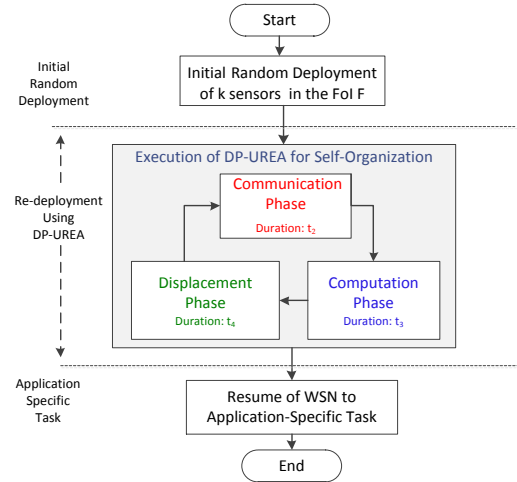 Start
Initial
Random
Deployment
Initial Random Deployment
of k sensors in the FoI F
Execution of DP-UREA for Self-Organization
Communication
Phase
Duration: t₂
Re-deployment
Using
DP-UREA
Displacement
Phase
Duration: t₄
Computation
Phase
Duration: t₃
Application
Specific
Task
Resume of WSN to
Application-Specific Task
End